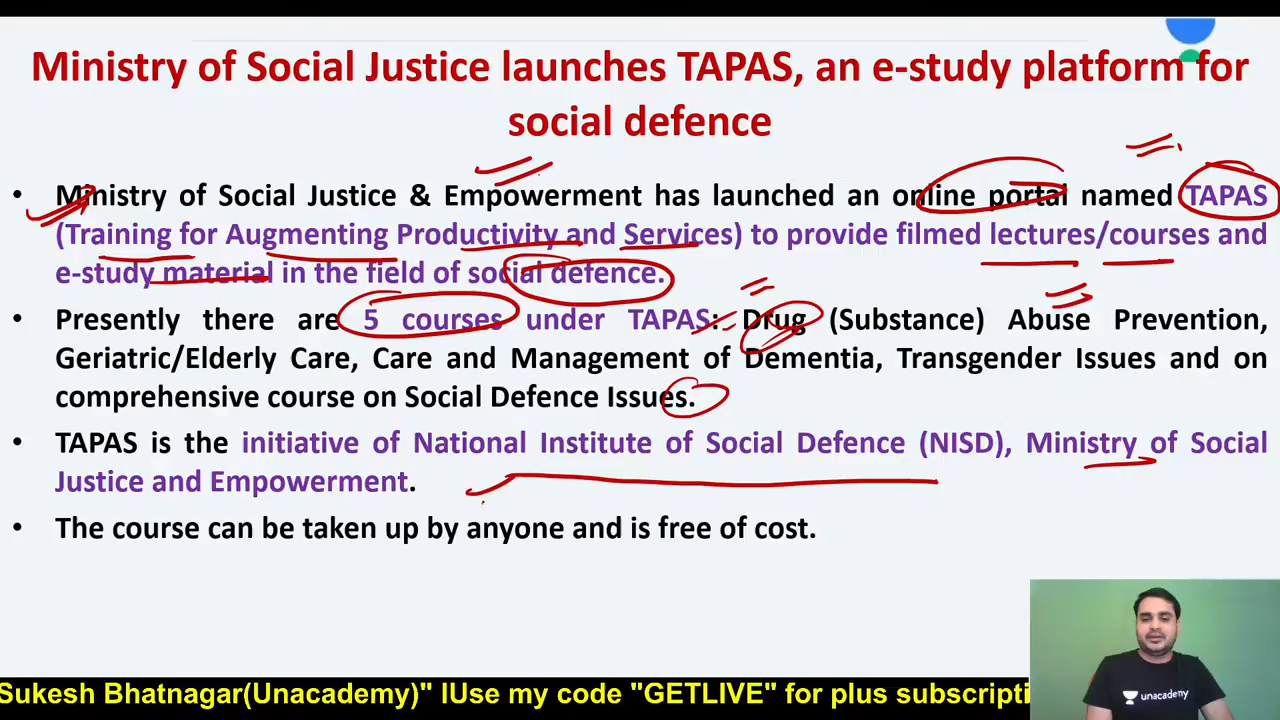 Ministry of Social Justice launches TAPAS, an e-study platform for
social defence
• Ministry of Social Justice & Empowerment has launched an online portal named TAPAS
(Training for Augmenting Productivity and Services) to provide filmed lectures/courses and
e-study material in the field of social defence.
• Presently there are 5 courses under TAPAS: Drug (Substance) Abuse Prevention,
Geriatric/Elderly Care, Care and Management of Dementia, Transgender Issues and on
comprehensive course on Social Defence Issues.
• TAPAS is the initiative of National Institute of Social Defence (NISD), Ministry of Social
Justice and Empowerment.
• The course can be taken up by anyone and is free of cost.
unacademy
Sukesh Bhatnagar(Unacademy)" lUse my code "GETLIVE" for plus subscripti